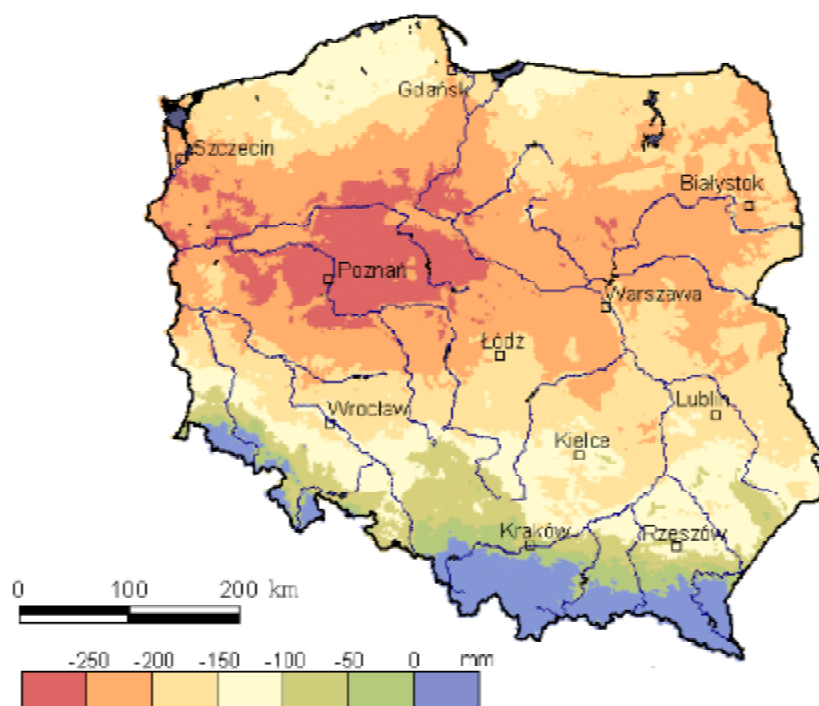 Gdańsk
Szczecin
Białystok
Poznań
Warszawa
Łódź
Wrocław
Lublin
Kielce
Kraków
Rzeszów
0 100 200 km
-250 -200 -150 -100 -50 0 mm